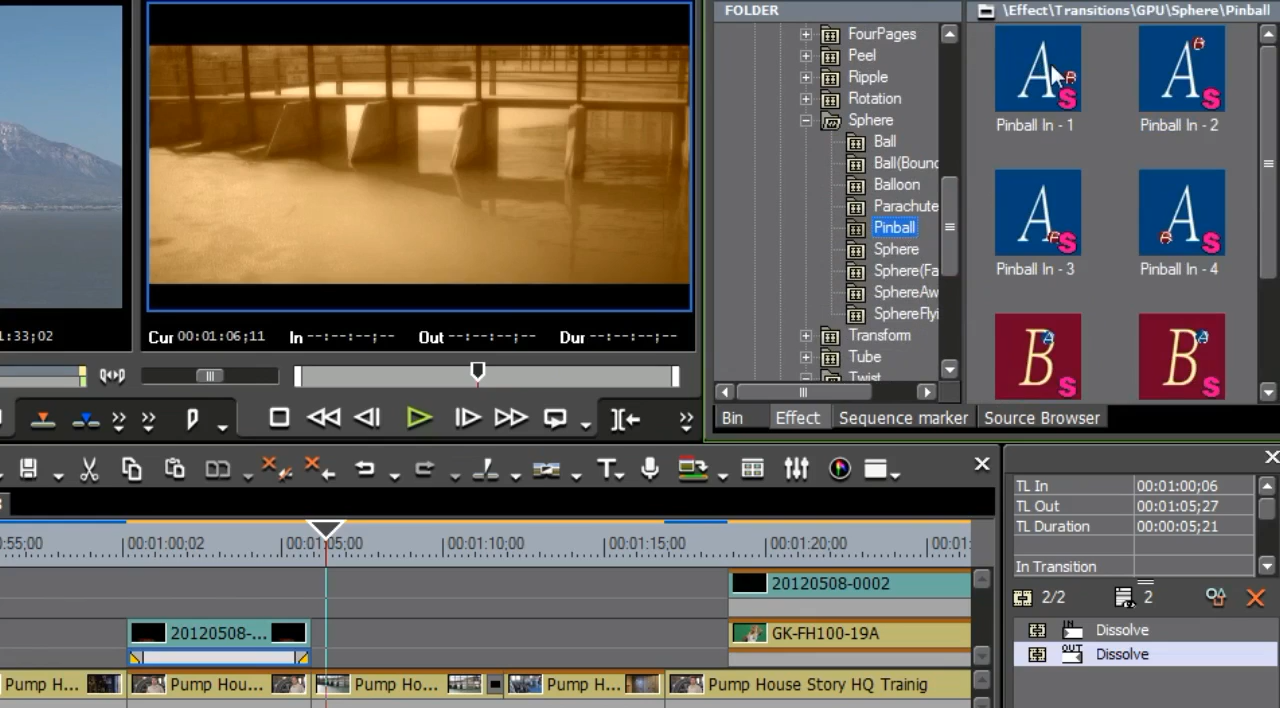 FOLDER
\Effect\Transitions\GPU\Sphere\Pinball
FourPages
Peel
Ripple
Rotation
Sphere
Ball
Ball(Bounc
Balloon
Parachute
Pinball
Sphere
Sphere(Fa
SphereAw
SphereFlyi
Transform
Tube
Twist
A B S
Pinball In - 1
A B S
Pinball In - 2
A B S
Pinball In - 3
A B S
Pinball In - 4
B A S
B A S
1:33;02
Cur 00:01:06;11 In --:--:--;-- Out --:--:--;-- Dur --:--:--;--
Bin Effect Sequence marker Source Browser
T
0:55;00 00:01:00;02 00:01:05;00 00:01:10;00 00:01:15;00 00:01:20;00 00:01:
20120508-0002
20120508-...
GK-FH100-19A
Pump H... Pump Hou... Pump Ho... Pump H... Pump House Story HQ Trainig
TL In 00:01:00;06
TL Out 00:01:05;27
TL Duration 00:00:05;21
In Transition
2/2 2
IN Dissolve
OUT Dissolve